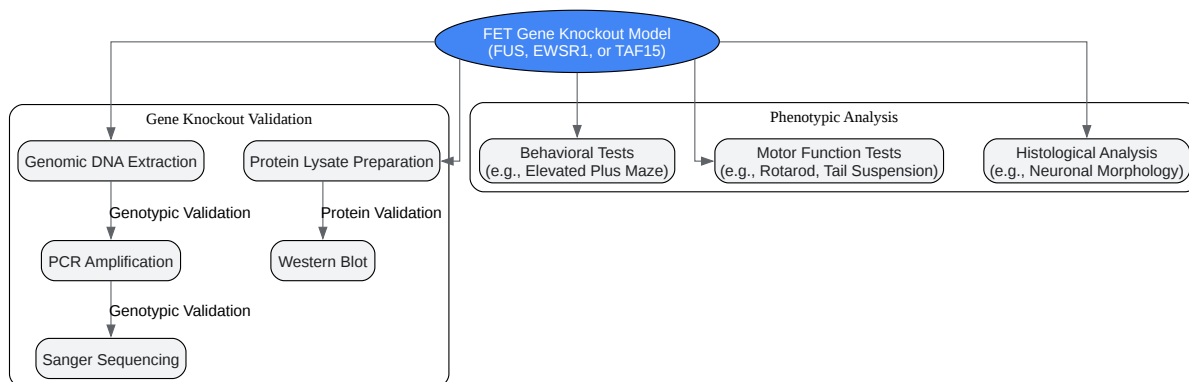 FET Gene Knockout Model
(FUS, EWSR1, or TAF15)
Gene Knockout Validation
Genomic DNA Extraction
Protein Lysate Preparation
Genotypic Validation
Protein Validation
PCR Amplification
Western Blot
Genotypic Validation
Sanger Sequencing
Phenotypic Analysis
Behavioral Tests
(e.g., Elevated Plus Maze)
Motor Function Tests
(e.g., Rotarod, Tail Suspension)
Histological Analysis
(e.g., Neuronal Morphology)